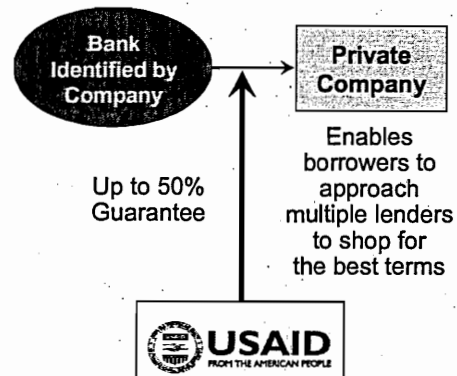 Bank
Identified by
Company
Private
Company
Enables
borrowers to
approach
multiple lenders
to shop for
the best terms
Up to 50%
Guarantee
USAID
FROM THE AMERICAN PEOPLE